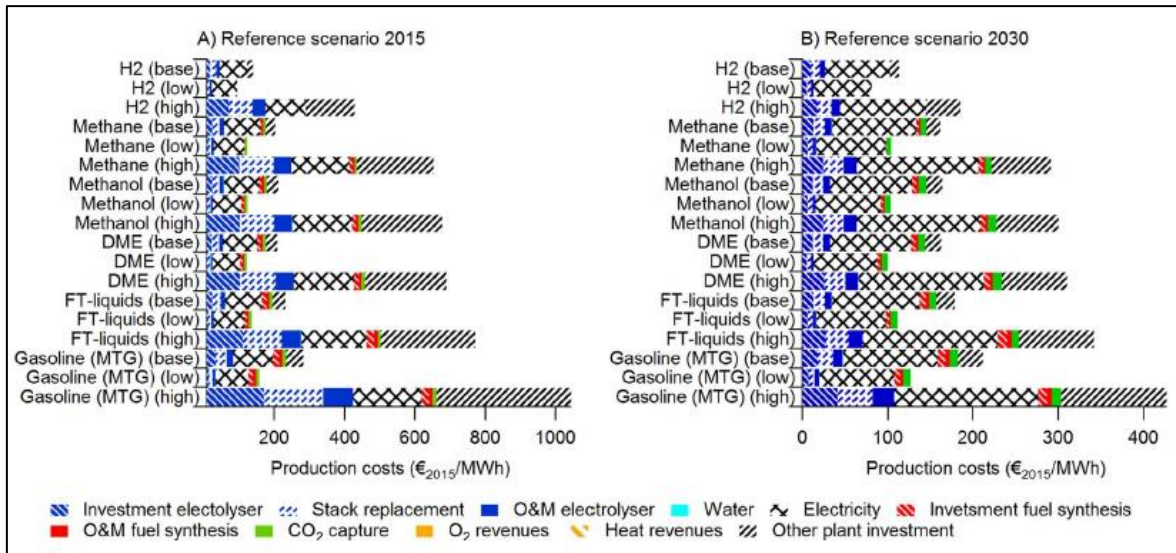 A) Reference scenario 2015
H2 (base)
H2 (low)
H2 (high)
Methane (base)
Methane (low)
Methane (high)
Methanol (base)
Methanol (low)
Methanol (high)
DME (base)
DME (low)
DME (high)
FT-liquids (base)
FT-liquids (low)
FT-liquids (high)
Gasoline (MTG) (base)
Gasoline (MTG) (low)
Gasoline (MTG) (high)
200 400 600 800 1000
Production costs (€₂₀₁₅/MWh)
B) Reference scenario 2030
H2 (base)
H2 (low)
H2 (high)
Methane (base)
Methane (low)
Methane (high)
Methanol (base)
Methanol (low)
Methanol (high)
DME (base)
DME (low)
DME (high)
FT-liquids (base)
FT-liquids (low)
FT-liquids (high)
Gasoline (MTG) (base)
Gasoline (MTG) (low)
Gasoline (MTG) (high)
0 100 200 300 400
Production costs (€₂₀₁₅/MWh)
Investment electolyser Stack replacement O&M electrolyser Water Electricity Invetsment fuel synthesis
O&M fuel synthesis CO₂ capture O₂ revenues Heat revenues Other plant investment